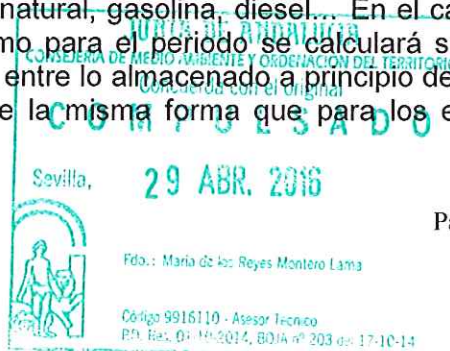 natural, gasolina, diesel... En el ca
mo para el periodo se calculará s
JUNTA DE ANDALUCIA
CONSEJERÍA DE MEDIO AMBIENTE Y ORDENACIÓN DEL TERRITORIO
entre lo almacenado a principio de
Concuerda con el original
e la misma forma que para los e
COMPULSADO
Sevilla, 29 ABR. 2016
Pa
Fdo.: Maria de los Reyes Montero Lama
Código 9916110 - Asesor Técnico
P.D. Res. 01-10-2014, BOJA nº 203 de 17-10-14